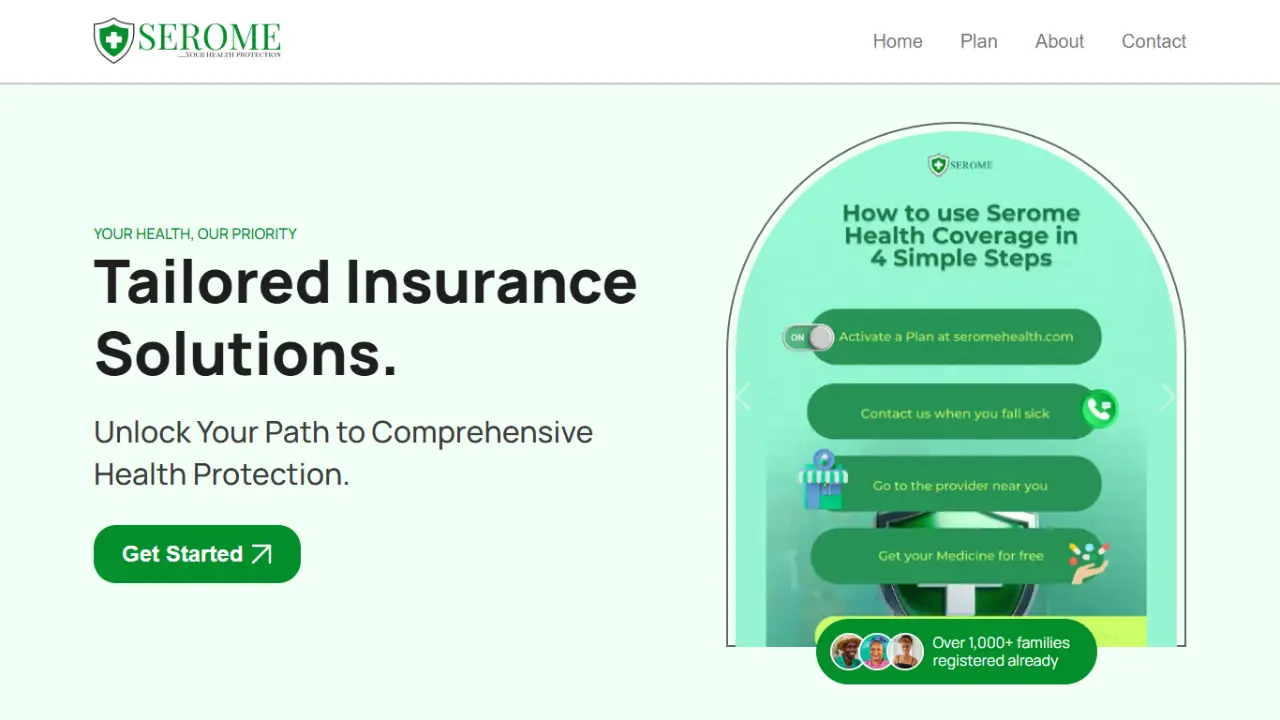 SEROME
YOUR HEALTH PROTECTION
Home
Plan
About
Contact
YOUR HEALTH, OUR PRIORITY
Tailored Insurance
Solutions.
Unlock Your Path to Comprehensive
Health Protection.
Get Started
SEROME
How to use Serome
Health Coverage in
4 Simple Steps
ON
Activate a Plan at seromehealth.com
Contact us when you fall sick
Go to the provider near you
Get your Medicine for free
Over 1,000+ families
registered already